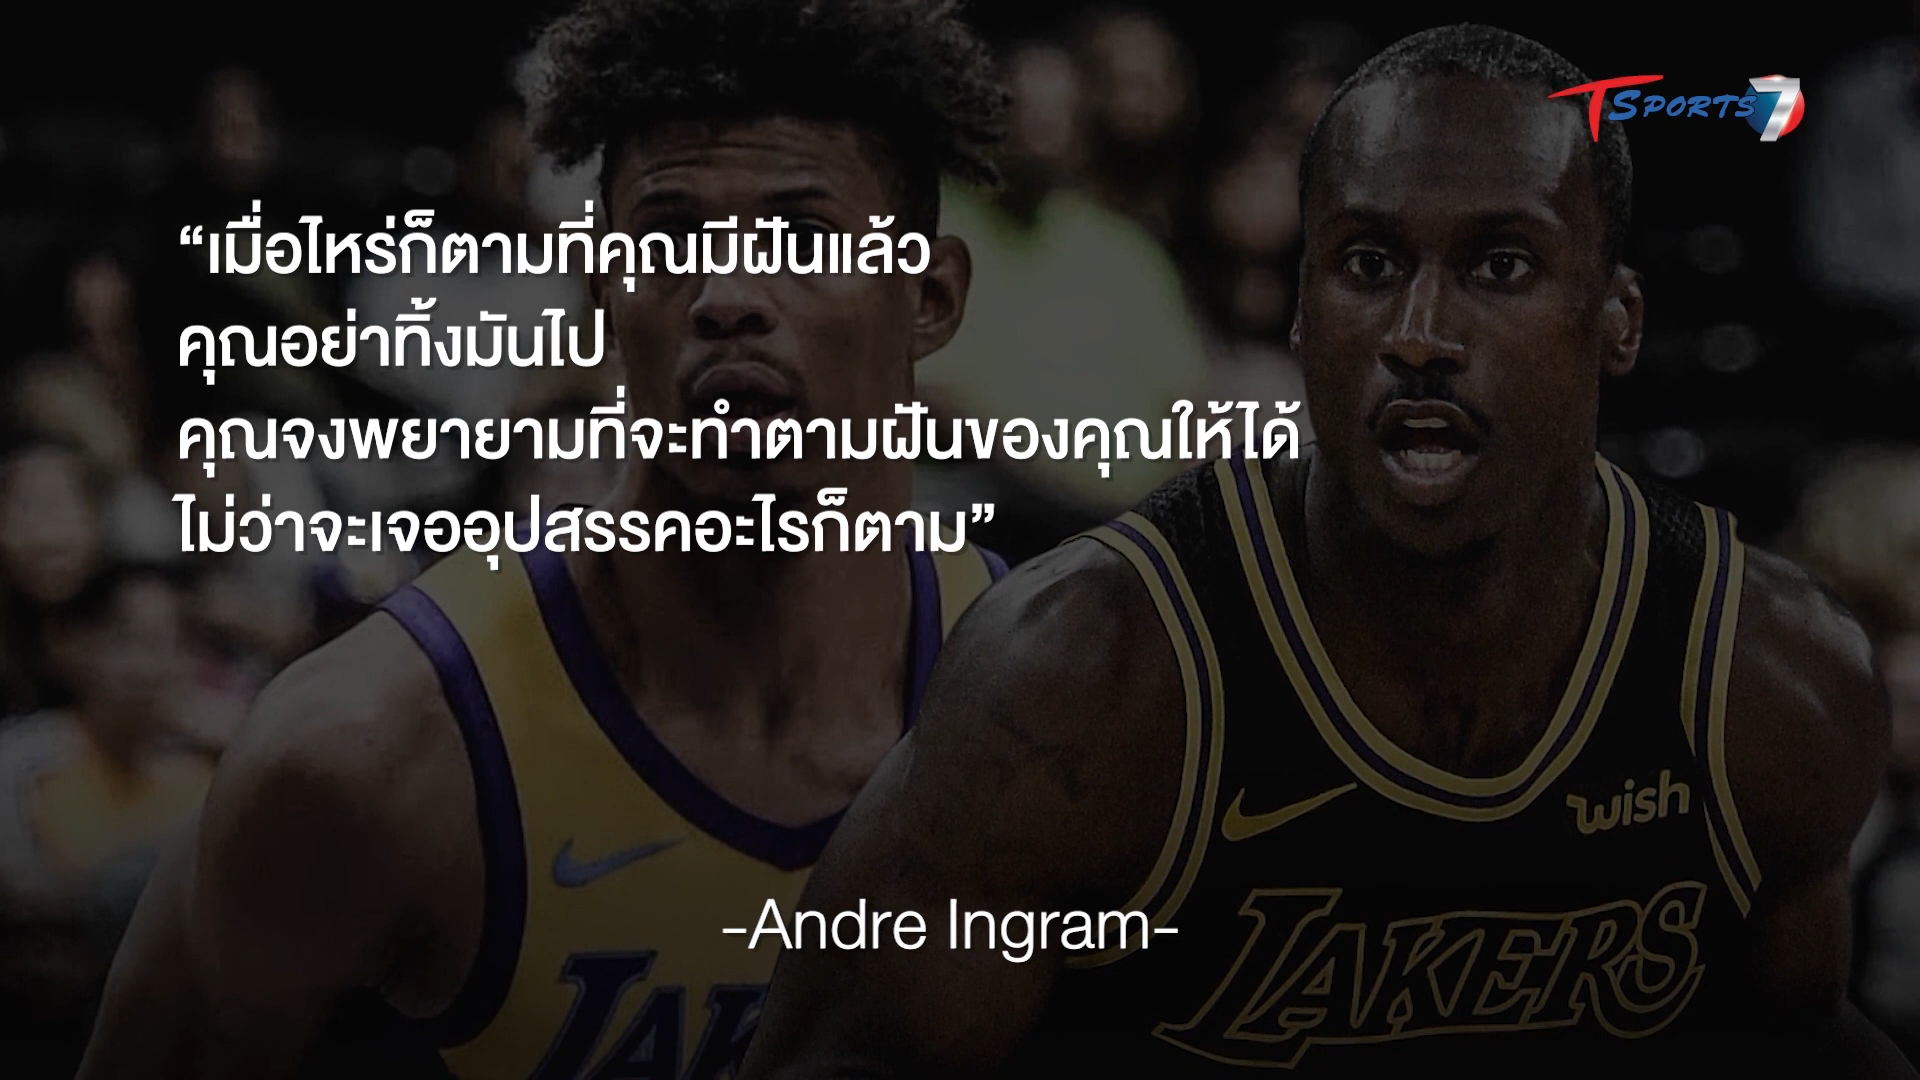 TSPORTS7
“เมื่อไหร่ก็ตามที่คุณมีฝันแล้ว
คุณอย่าทิ้งมันไป
คุณจงพยายามที่จะทำตามฝันของคุณให้ได้
ไม่ว่าจะเจออุปสรรคอะไรก็ตาม”
wish
-Andre Ingram-
LAKERS
LAK